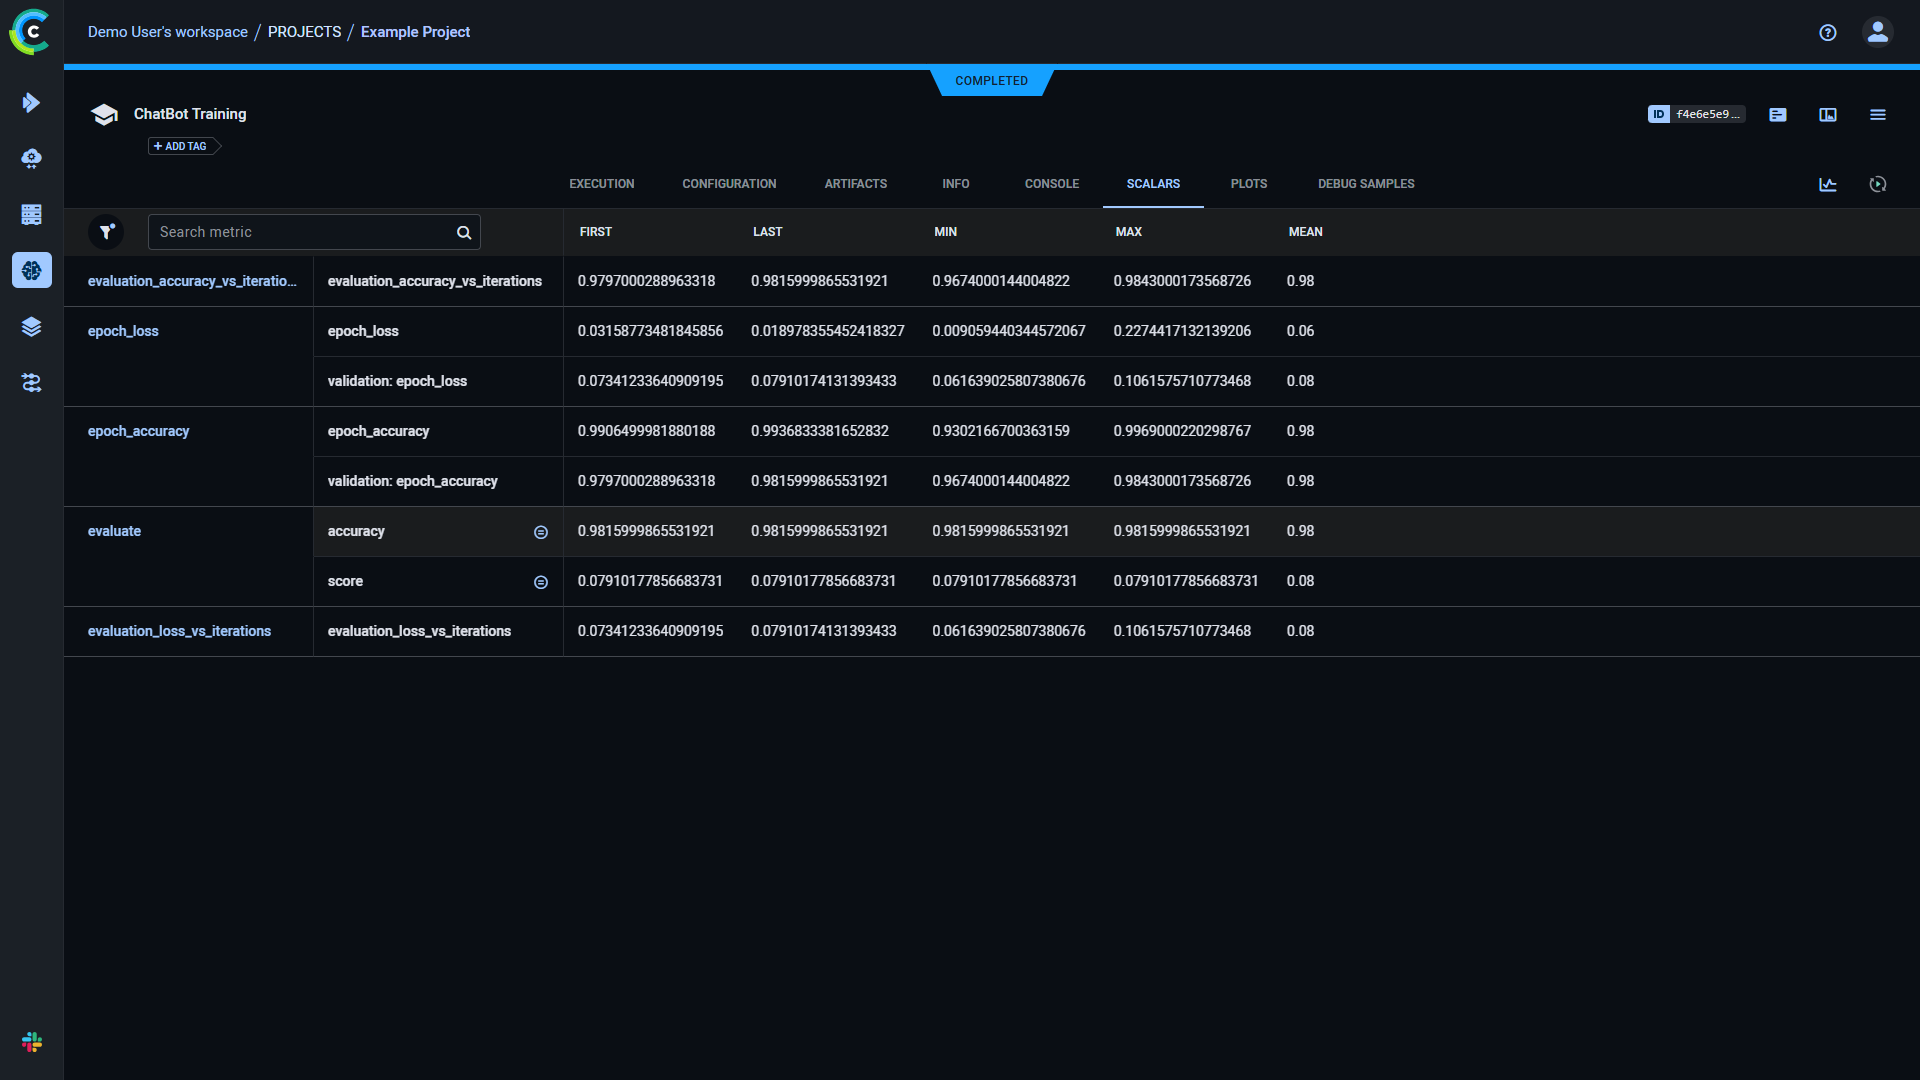 Demo User's workspace / PROJECTS / Example Project
COMPLETED
ChatBot Training
ID f4e6e5e9...
+ ADD TAG
EXECUTION CONFIGURATION ARTIFACTS INFO CONSOLE SCALARS PLOTS DEBUG SAMPLES
Search metric FIRST LAST MIN MAX MEAN
evaluation_accuracy_vs_iteratio... evaluation_accuracy_vs_iterations 0.9797000288963318 0.9815999865531921 0.9674000144004822 0.9843000173568726 0.98
epoch_loss epoch_loss 0.03158773481845856 0.018978355452418327 0.009059440344572067 0.2274417132139206 0.06
validation: epoch_loss 0.07341233640909195 0.07910174131393433 0.061639025807380676 0.1061575710773468 0.08
epoch_accuracy epoch_accuracy 0.9906499981880188 0.9936833381652832 0.9302166700363159 0.9969000220298767 0.98
validation: epoch_accuracy 0.9797000288963318 0.9815999865531921 0.9674000144004822 0.9843000173568726 0.98
evaluate accuracy 0.9815999865531921 0.9815999865531921 0.9815999865531921 0.9815999865531921 0.98
score 0.07910177856683731 0.07910177856683731 0.07910177856683731 0.07910177856683731 0.08
evaluation_loss_vs_iterations evaluation_loss_vs_iterations 0.07341233640909195 0.07910174131393433 0.061639025807380676 0.1061575710773468 0.08